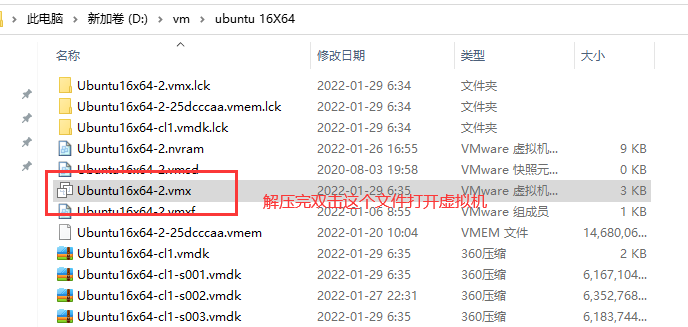 此电脑 > 新加卷 (D:) > vm > ubuntu 16X64
名称 修改日期 类型 大小
Ubuntu16x64-2.vmx.lck 2022-01-29 6:34 文件夹
Ubuntu16x64-2-25dcccaa.vmem.lck 2022-01-29 6:34 文件夹
Ubuntu16x64-cl1.vmdk.lck 2022-01-29 6:34 文件夹
Ubuntu16x64-2.nvram 2022-01-26 16:55 VMware 虚拟机... 9 KB
Ubuntu16x64-2.vmsd 2020-08-03 19:58 VMware 快照元... 0 KB
Ubuntu16x64-2.vmx 2022-01-29 6:35 VMware 虚拟机... 3 KB
解压完双击这个文件打开虚拟机
Ubuntu16x64-2.vmxf 2022-01-06 8:55 VMware 组成员 1 KB
Ubuntu16x64-2-25dcccaa.vmem 2022-01-20 10:04 VMEM 文件 14,680,06...
Ubuntu16x64-cl1.vmdk 2022-01-29 6:35 360压缩 2 KB
Ubuntu16x64-cl1-s001.vmdk 2022-01-29 6:35 360压缩 6,167,104...
Ubuntu16x64-cl1-s002.vmdk 2022-01-27 22:31 360压缩 6,352,768...
Ubuntu16x64-cl1-s003.vmdk 2022-01-29 6:35 360压缩 6,183,744...